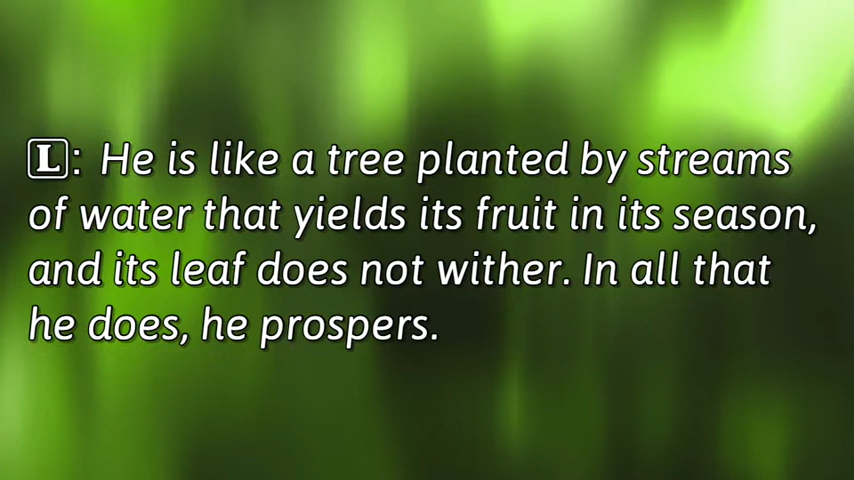 L: He is like a tree planted by streams
of water that yields its fruit in its season,
and its leaf does not wither. In all that
he does, he prospers.